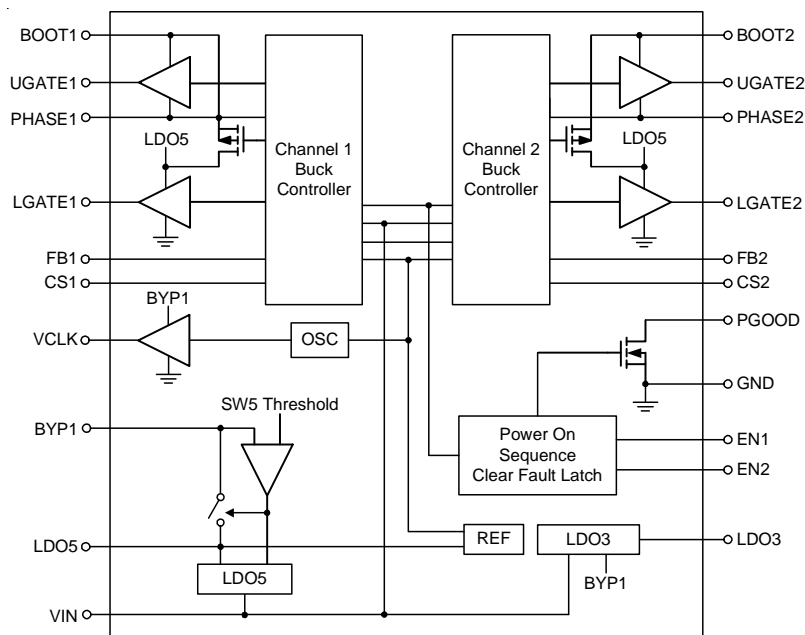 BOOT1
UGATE1
PHASE1
LDO5
LGATE1
FB1
CS1
BYP1
VCLK
OSC
SW5 Threshold
BYP1
LDO5
LDO5
VIN
Channel 1
Buck
Controller
Channel 2
Buck
Controller
BOOT2
UGATE2
PHASE2
LDO5
LGATE2
FB2
CS2
PGOOD
GND
Power On
Sequence
Clear Fault Latch
EN1
EN2
REF
LDO3
LDO3
BYP1